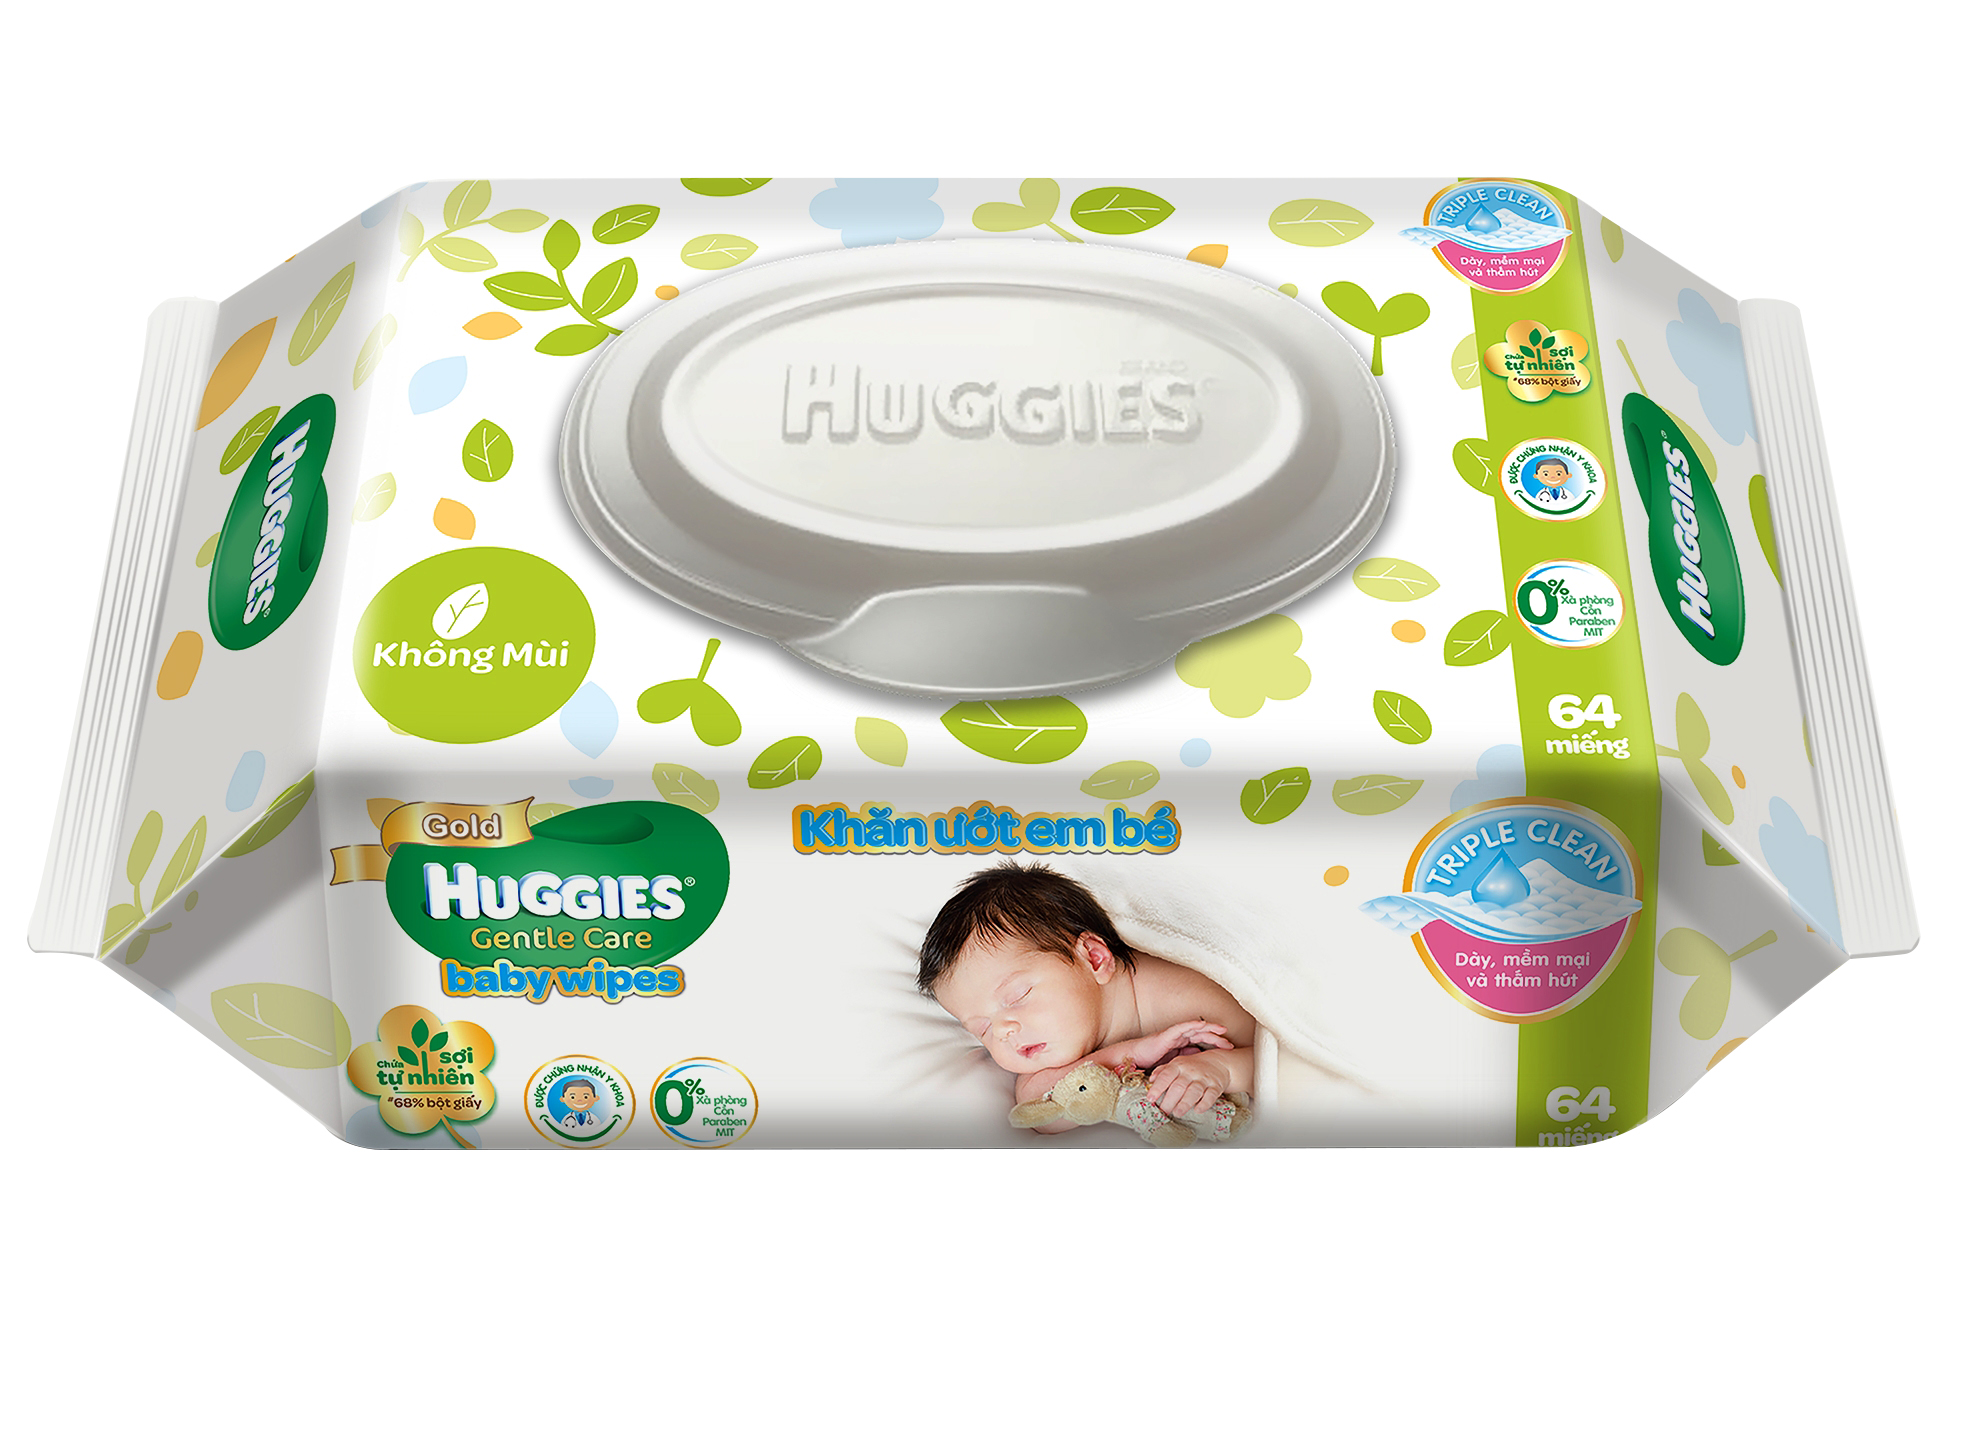 TRIPLE CLEAN
Dày, mềm mại
và thấm hút
HUGGIES
Chứa sợi
tự nhiên
*68% bột giấy
HUGGIES®
HUGGIES®
ĐƯỢC CHỨNG NHẬN Y KHOA
0%
Xà phòng
Cồn
Paraben
MIT
Không Mùi
64
miếng
Gold
Khăn ướt em bé
HUGGIES®
Gentle Care
baby wipes
TRIPLE CLEAN
Dày, mềm mại
và thấm hút
Chứa sợi
tự nhiên
*68% bột giấy
ĐƯỢC CHỨNG NHẬN Y KHOA
0%
Xà phòng
Cồn
Paraben
MIT
64
miếng